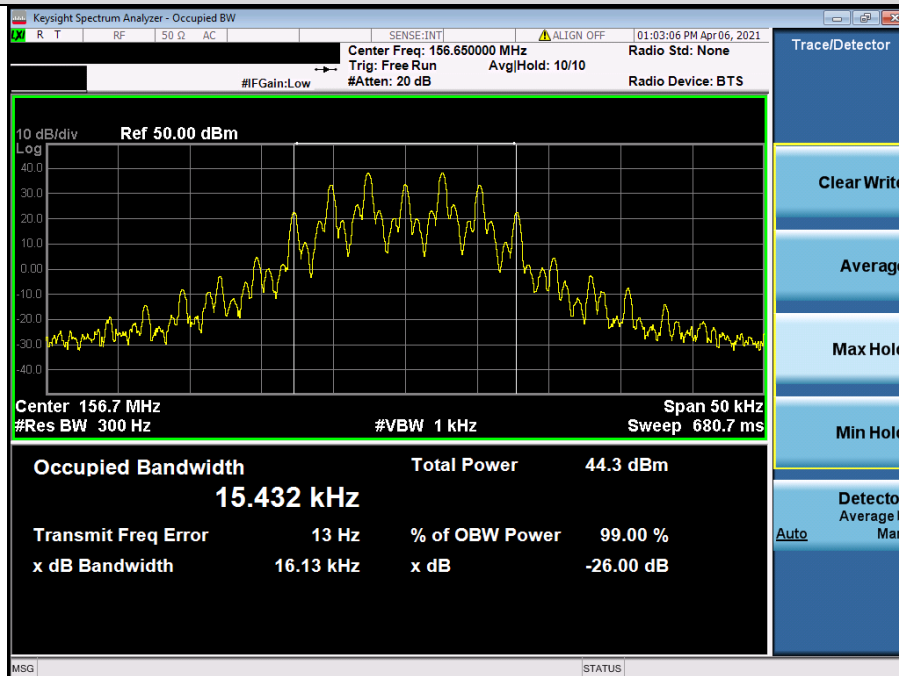 Keysight Spectrum Analyzer - Occupied BW
LXI R T RF 50 Ω AC SENSE:INT ALIGN OFF 01:03:06 PM Apr 06, 2021
Center Freq: 156.650000 MHz Radio Std: None
Trig: Free Run Avg|Hold: 10/10
#IFGain:Low #Atten: 20 dB Radio Device: BTS
10 dB/div Ref 50.00 dBm
Log
40.0
30.0
20.0
10.0
0.00
-10.0
-20.0
-30.0
-40.0
Center 156.7 MHz Span 50 kHz
#Res BW 300 Hz #VBW 1 kHz Sweep 680.7 ms
Occupied Bandwidth Total Power 44.3 dBm
15.432 kHz
Transmit Freq Error 13 Hz % of OBW Power 99.00 %
x dB Bandwidth 16.13 kHz x dB -26.00 dB
MSG STATUS
Trace/Detector
Clear Write
Average
Max Hold
Min Hold
Detecto
Average
Auto Man